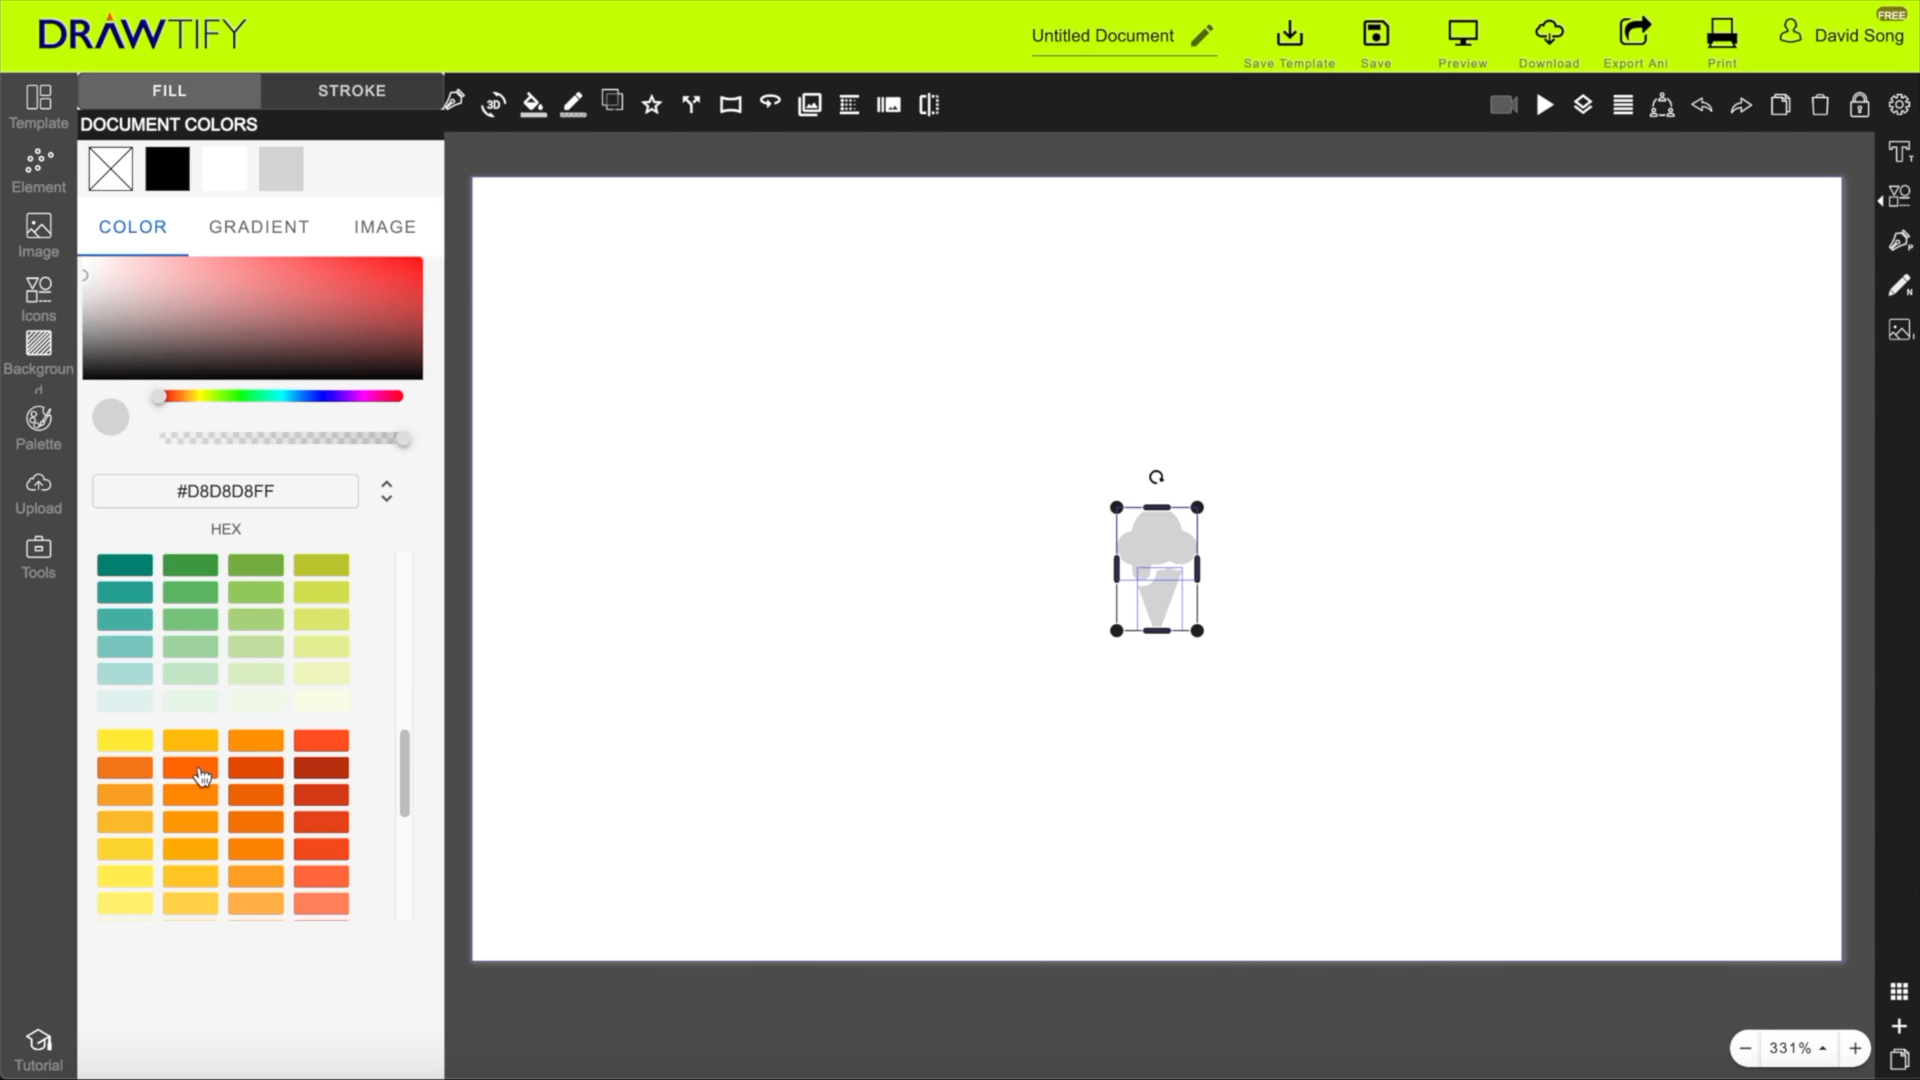 DRAWTIFY
Untitled Document
Save Template
Save
Preview
Download
Export Ani
Print
FREE
David Song
Template
Element
Image
Icons
Backgroun
d
Palette
Upload
Tools
Tutorial
FILL
STROKE
DOCUMENT COLORS
COLOR
GRADIENT
IMAGE
#D8D8D8FF
HEX
3D
T
T
P
N
I
331%